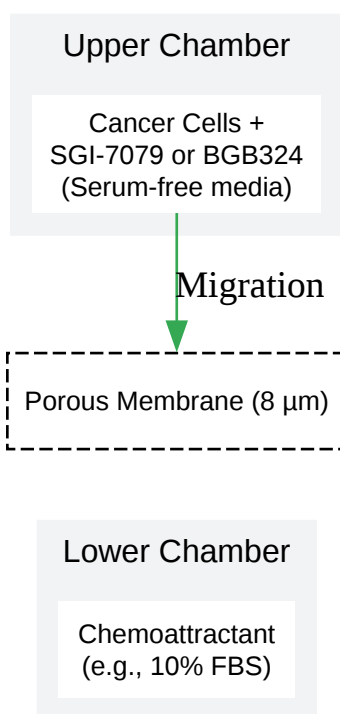 Upper Chamber
Cancer Cells +
SGI-7079 or BGB324
(Serum-free media)
Migration
Porous Membrane (8 µm)
Lower Chamber
Chemoattractant
(e.g., 10% FBS)